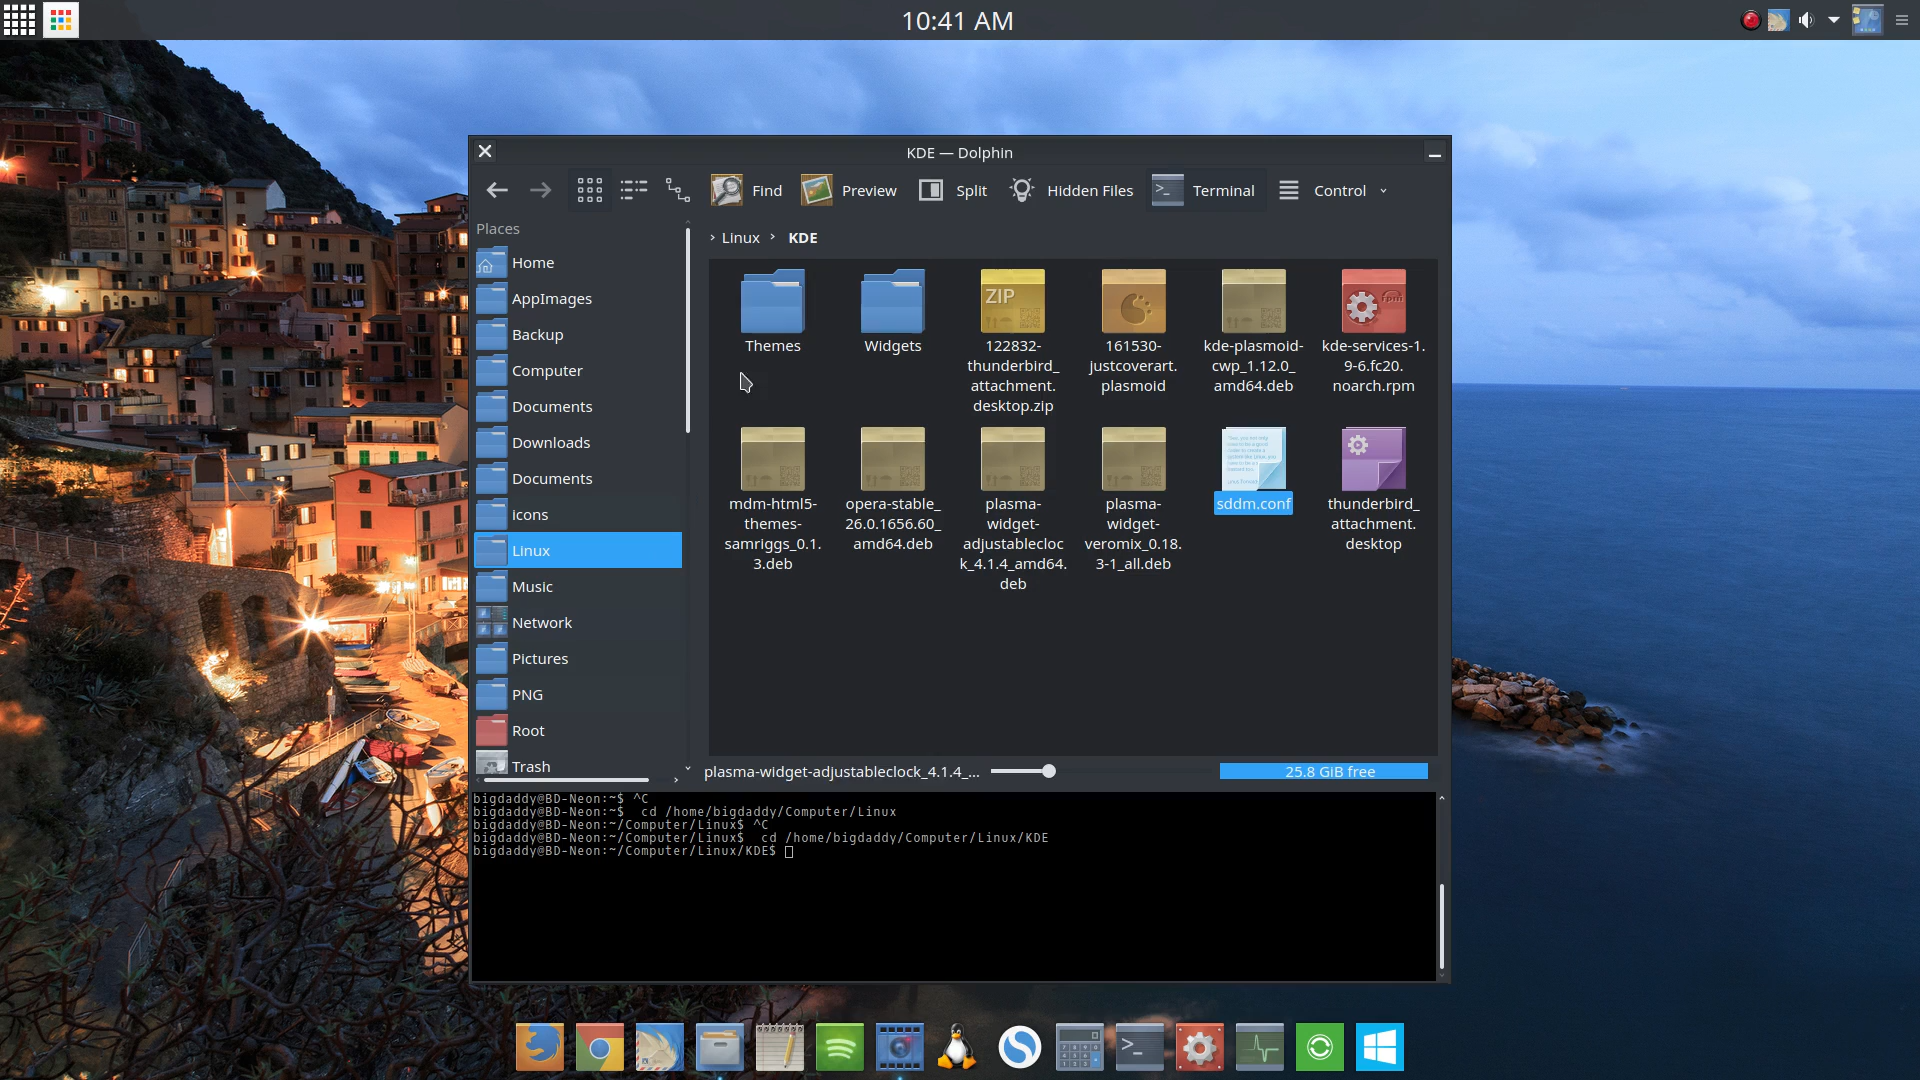 10:41 AM
KDE — Dolphin
Find
Preview
Split
Hidden Files
Terminal
Control
Places
Home
AppImages
Backup
Computer
Documents
Downloads
Documents
icons
Linux
Music
Network
Pictures
PNG
Root
Trash
› Linux › KDE
Themes
Widgets
ZIP
122832-
thunderbird_
attachment.
desktop.zip
161530-
justcoverart.
plasmoid
kde-plasmoid-
cwp_1.12.0_
amd64.deb
rpm
kde-services-1.
9-6.fc20.
noarch.rpm
mdm-html5-
themes-
samriggs_0.1.
3.deb
opera-stable_
26.0.1656.60_
amd64.deb
plasma-
widget-
adjustablecloc
k_4.1.4_amd64.
deb
plasma-
widget-
veromix_0.18.
3-1_all.deb
sddm.conf
thunderbird_
attachment.
desktop
plasma-widget-adjustableclock_4.1.4_...
25.8 GiB free
bigdaddy@BD-Neon:~$ ^C
bigdaddy@BD-Neon:~$  cd /home/bigdaddy/Computer/Linux
bigdaddy@BD-Neon:~/Computer/Linux$ ^C
bigdaddy@BD-Neon:~/Computer/Linux$  cd /home/bigdaddy/Computer/Linux/KDE
bigdaddy@BD-Neon:~/Computer/Linux/KDE$